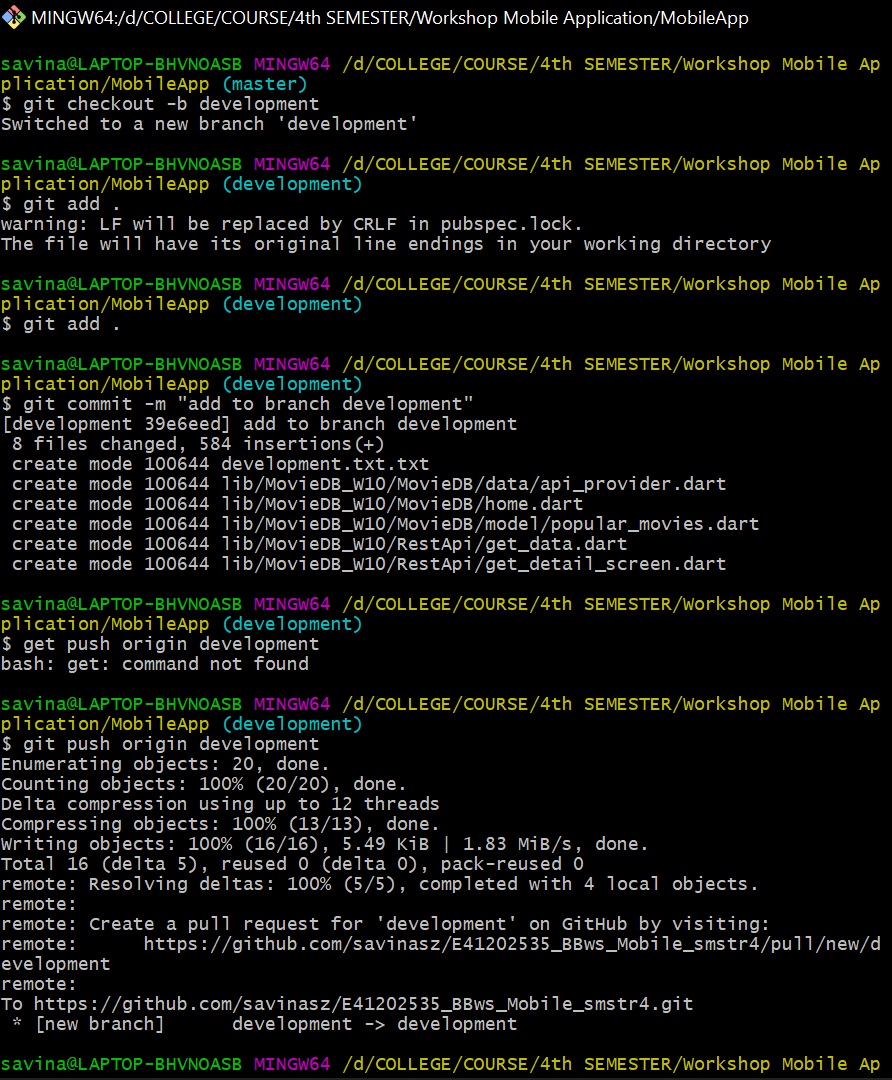 MINGW64:/d/COLLEGE/COURSE/4th SEMESTER/Workshop Mobile Application/MobileApp
savina@LAPTOP-BHVNOASB MINGW64 /d/COLLEGE/COURSE/4th SEMESTER/Workshop Mobile Ap
plication/MobileApp (master)
$ git checkout -b development
Switched to a new branch 'development'
savina@LAPTOP-BHVNOASB MINGW64 /d/COLLEGE/COURSE/4th SEMESTER/Workshop Mobile Ap
plication/MobileApp (development)
$ git add .
warning: LF will be replaced by CRLF in pubspec.lock.
The file will have its original line endings in your working directory
savina@LAPTOP-BHVNOASB MINGW64 /d/COLLEGE/COURSE/4th SEMESTER/Workshop Mobile Ap
plication/MobileApp (development)
$ git add .
savina@LAPTOP-BHVNOASB MINGW64 /d/COLLEGE/COURSE/4th SEMESTER/Workshop Mobile Ap
plication/MobileApp (development)
$ git commit -m "add to branch development"
[development 39e6eed] add to branch development
 8 files changed, 584 insertions(+)
 create mode 100644 development.txt.txt
 create mode 100644 lib/MovieDB_W10/MovieDB/data/api_provider.dart
 create mode 100644 lib/MovieDB_W10/MovieDB/home.dart
 create mode 100644 lib/MovieDB_W10/MovieDB/model/popular_movies.dart
 create mode 100644 lib/MovieDB_W10/RestApi/get_data.dart
 create mode 100644 lib/MovieDB_W10/RestApi/get_detail_screen.dart
savina@LAPTOP-BHVNOASB MINGW64 /d/COLLEGE/COURSE/4th SEMESTER/Workshop Mobile Ap
plication/MobileApp (development)
$ get push origin development
bash: get: command not found
savina@LAPTOP-BHVNOASB MINGW64 /d/COLLEGE/COURSE/4th SEMESTER/Workshop Mobile Ap
plication/MobileApp (development)
$ git push origin development
Enumerating objects: 20, done.
Counting objects: 100% (20/20), done.
Delta compression using up to 12 threads
Compressing objects: 100% (13/13), done.
Writing objects: 100% (16/16), 5.49 KiB | 1.83 MiB/s, done.
Total 16 (delta 5), reused 0 (delta 0), pack-reused 0
remote: Resolving deltas: 100% (5/5), completed with 4 local objects.
remote:
remote: Create a pull request for 'development' on GitHub by visiting:
remote:      https://github.com/savinasz/E41202535_BBws_Mobile_smstr4/pull/new/d
evelopment
remote:
To https://github.com/savinasz/E41202535_BBws_Mobile_smstr4.git
 * [new branch]      development -> development
savina@LAPTOP-BHVNOASB MINGW64 /d/COLLEGE/COURSE/4th SEMESTER/Workshop Mobile Ap